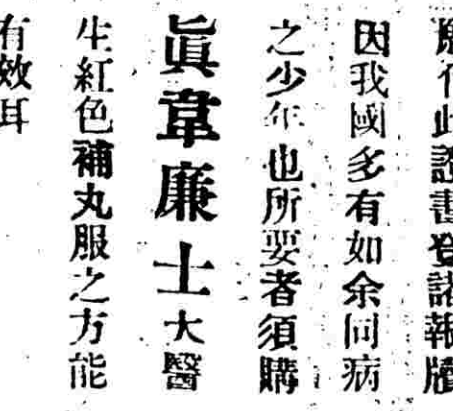 此證書登諸報牘
因我國多有如余同病
之少年也所要者須購
眞韋廉士大醫
生紅色補丸服之方能
有效耳